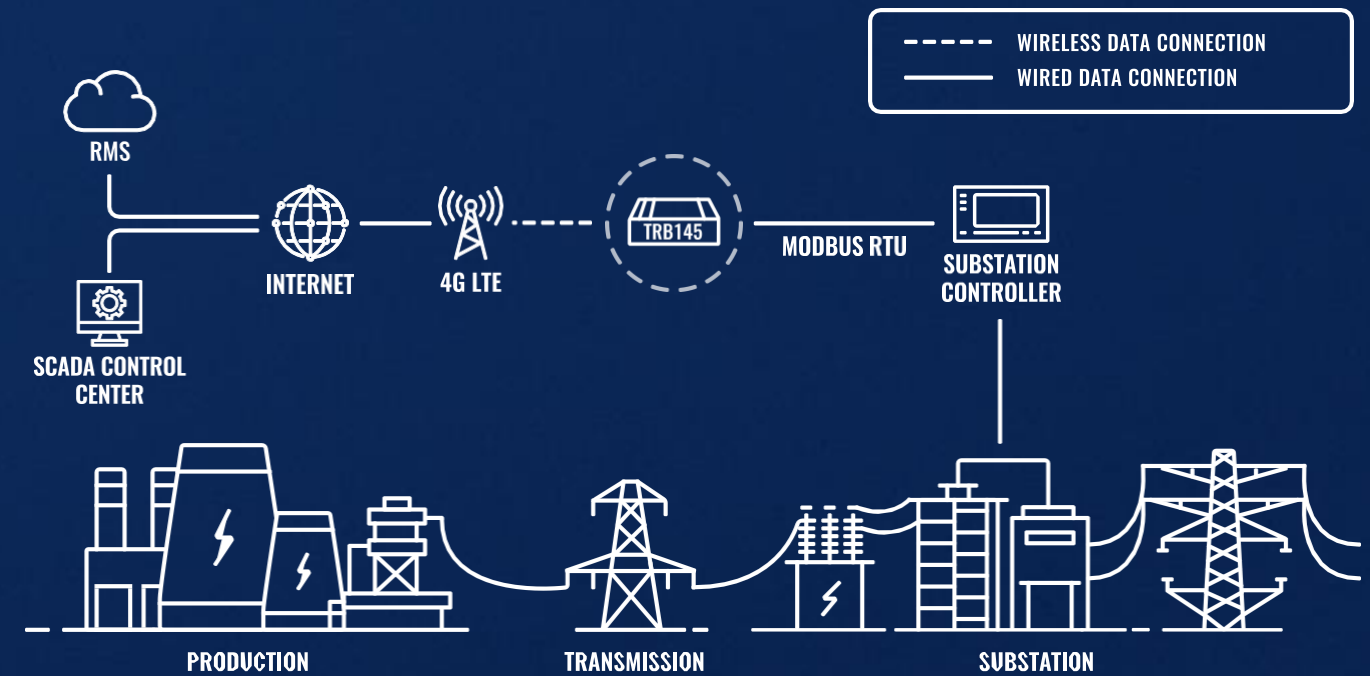 WIRELESS DATA CONNECTION
WIRED DATA CONNECTION
RMS
INTERNET
4G LTE
TRB145
MODBUS RTU
SUBSTATION
CONTROLLER
SCADA CONTROL
CENTER
PRODUCTION
TRANSMISSION
SUBSTATION